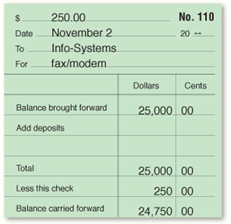 $ 250.00 No. 110
Date November 2 20 --
To Info-Systems
For fax/modem
Dollars Cents
Balance brought forward 25,000 00
Add deposits
Total 25,000 00
Less this check 250 00
Balance carried forward 24,750 00